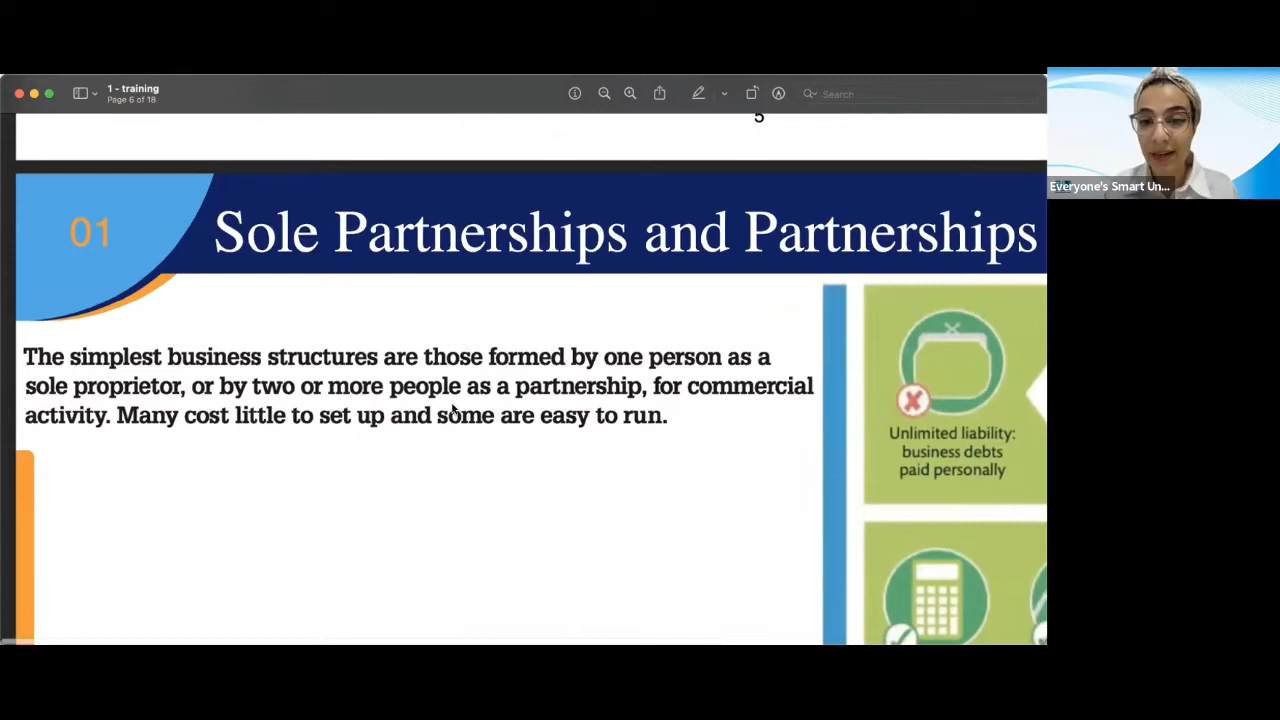 1 - training
Page 6 of 18
Search
5
01
Sole Partnerships and Partnerships
The simplest business structures are those formed by one person as a
sole proprietor, or by two or more people as a partnership, for commercial
activity. Many cost little to set up and some are easy to run.
Unlimited liability:
business debts
paid personally
Everyone's Smart Un...